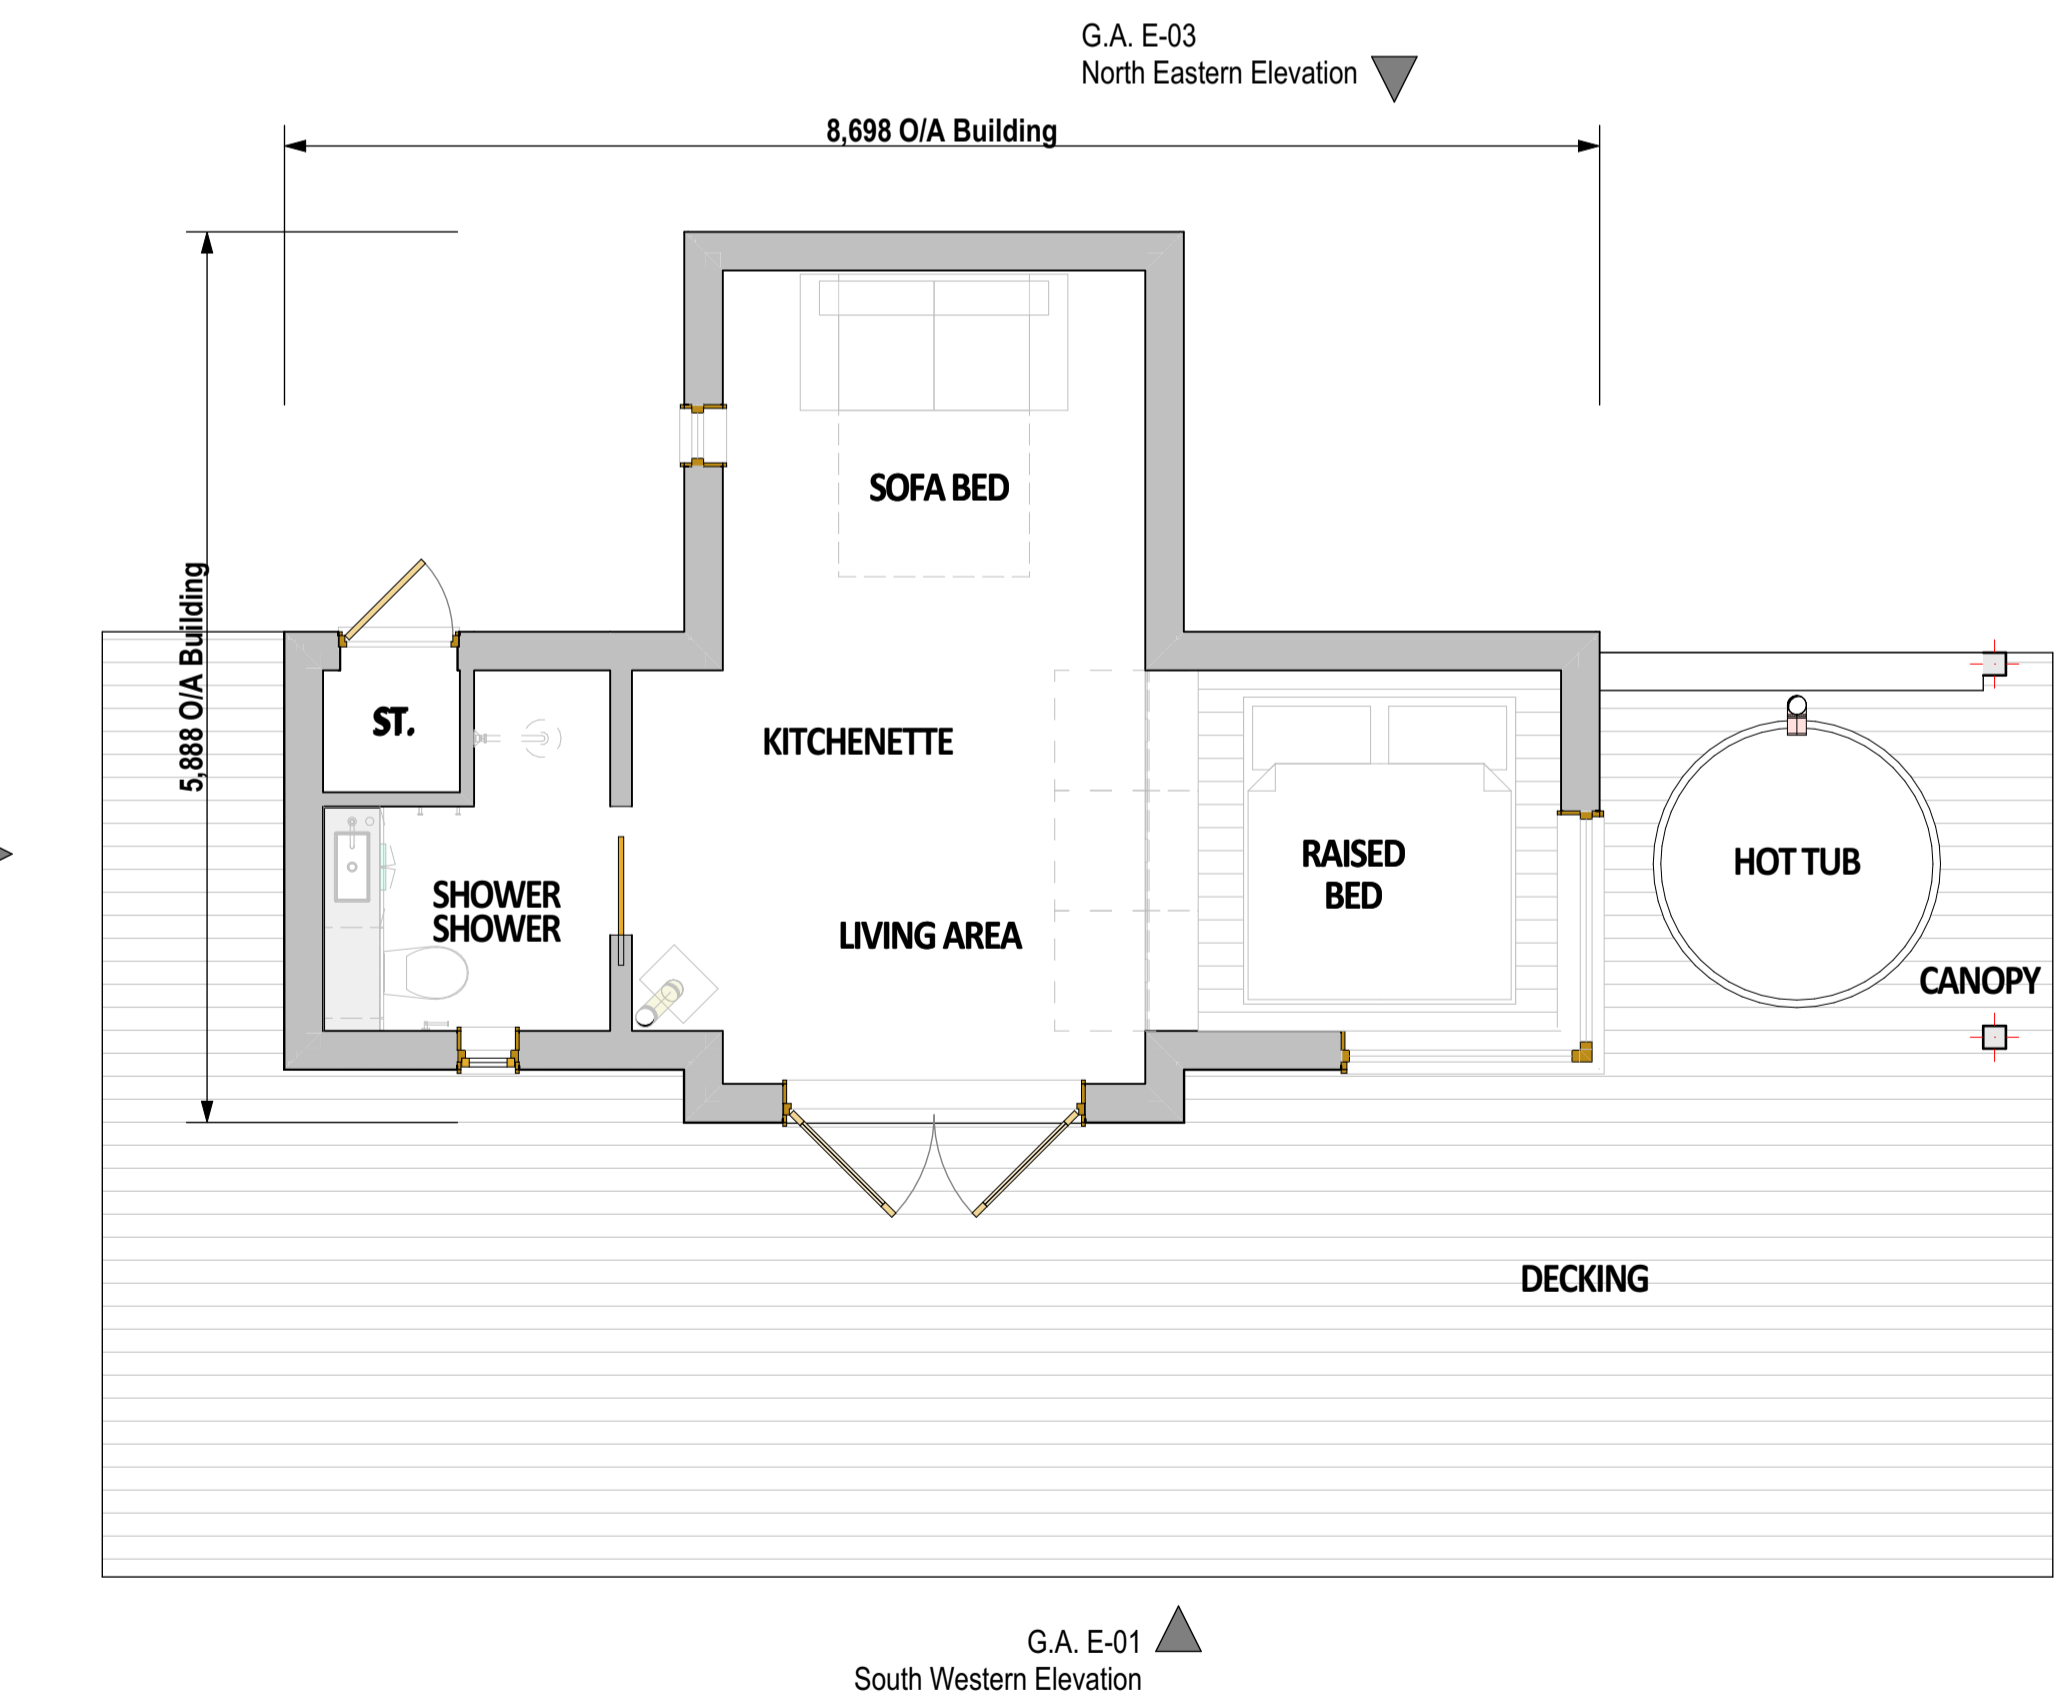 G.A. E-03
North Eastern Elevation
8,698 O/A Building
5,888 O/A Building
SOFA BED
ST.
KITCHENETTE
SHOWER
SHOWER
LIVING AREA
RAISED
BED
HOT TUB
CANOPY
DECKING
G.A. E-01
South Western Elevation